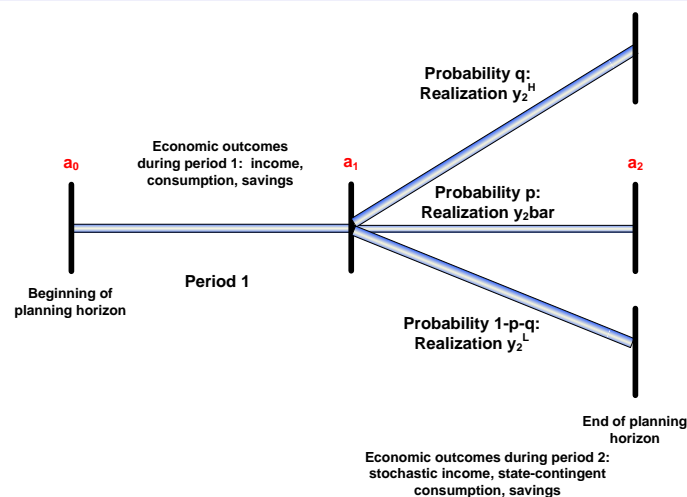 Probability q:
Realization y₂ᴴ
Economic outcomes
during period 1:  income,
consumption, savings
a₀
a₁
a₂
Probability p:
Realization y₂bar
Period 1
Beginning of
planning horizon
Probability 1-p-q:
Realization y₂ᴸ
End of planning
horizon
Economic outcomes during period 2:
stochastic income, state-contingent
consumption, savings